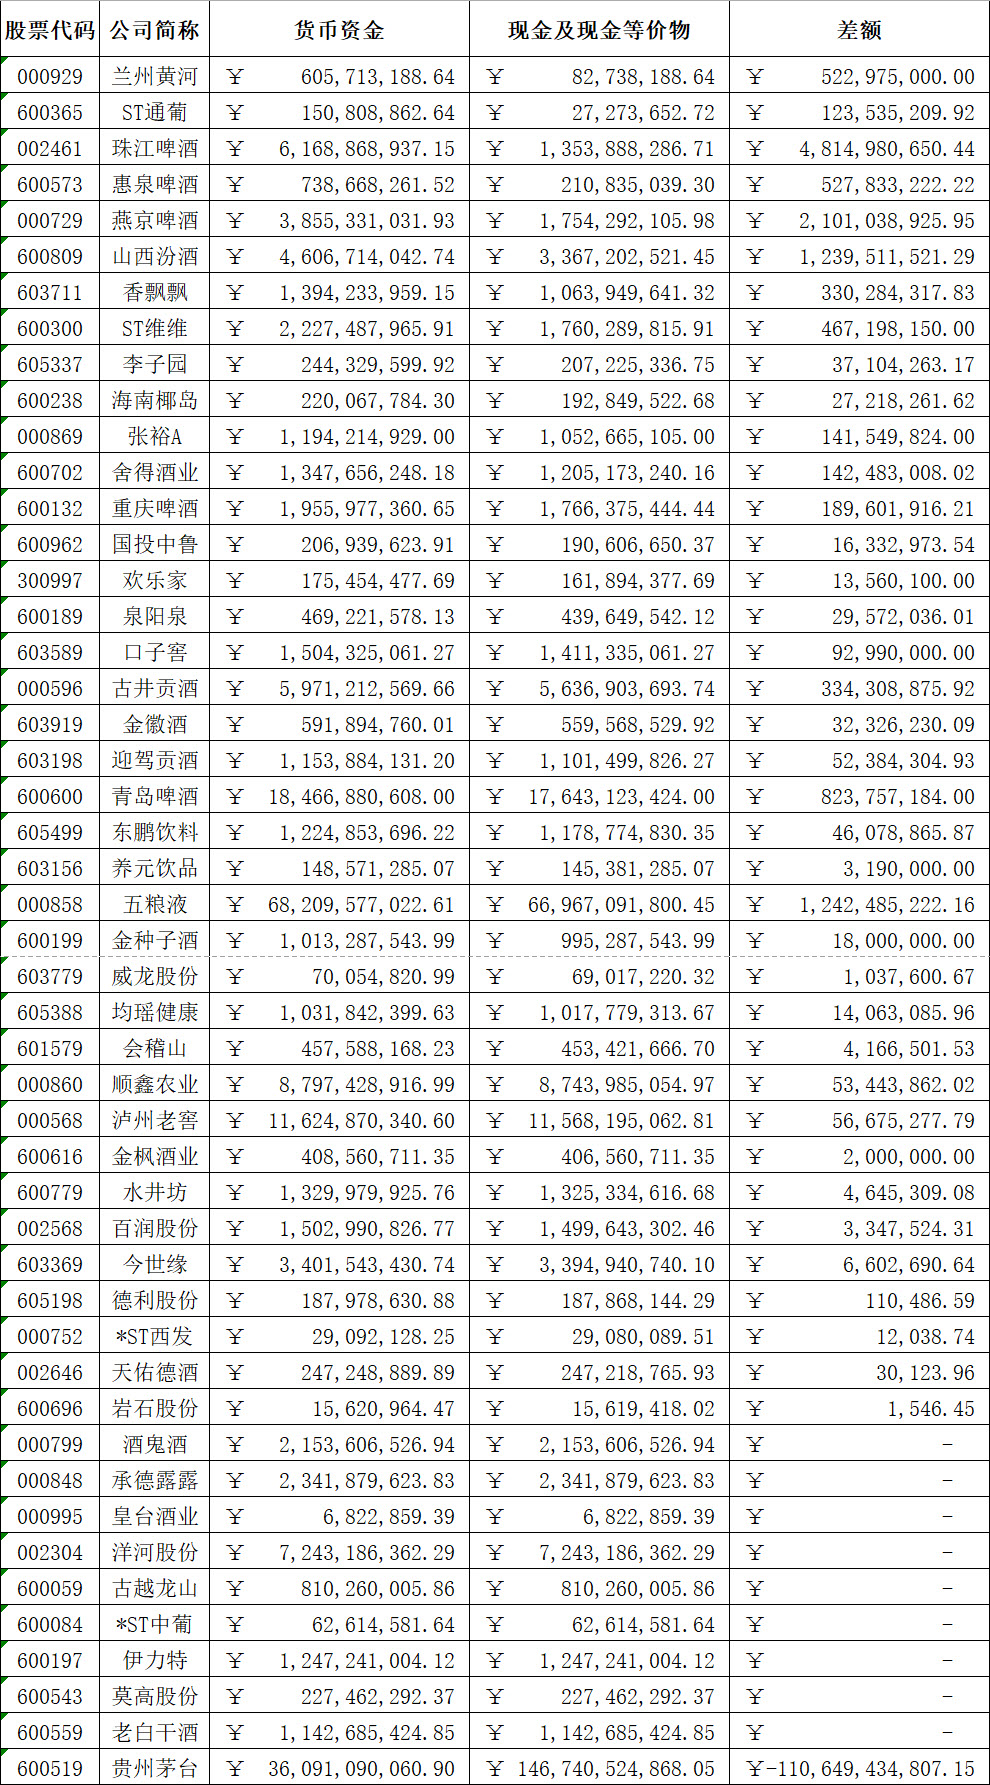 股票代码 公司简称 货币资金 现金及现金等价物 差额
000929 兰州黄河 ¥ 605,713,188.64 ¥ 82,738,188.64 ¥ 522,975,000.00
600365 ST通葡 ¥ 150,808,862.64 ¥ 27,273,652.72 ¥ 123,535,209.92
002461 珠江啤酒 ¥ 6,168,868,937.15 ¥ 1,353,888,286.71 ¥ 4,814,980,650.44
600573 惠泉啤酒 ¥ 738,668,261.52 ¥ 210,835,039.30 ¥ 527,833,222.22
000729 燕京啤酒 ¥ 3,855,331,031.93 ¥ 1,754,292,105.98 ¥ 2,101,038,925.95
600809 山西汾酒 ¥ 4,606,714,042.74 ¥ 3,367,202,521.45 ¥ 1,239,511,521.29
603711 香飘飘 ¥ 1,394,233,959.15 ¥ 1,063,949,641.32 ¥ 330,284,317.83
600300 ST维维 ¥ 2,227,487,965.91 ¥ 1,760,289,815.91 ¥ 467,198,150.00
605337 李子园 ¥ 244,329,599.92 ¥ 207,225,336.75 ¥ 37,104,263.17
600238 海南椰岛 ¥ 220,067,784.30 ¥ 192,849,522.68 ¥ 27,218,261.62
000869 张裕A ¥ 1,194,214,929.00 ¥ 1,052,665,105.00 ¥ 141,549,824.00
600702 舍得酒业 ¥ 1,347,656,248.18 ¥ 1,205,173,240.16 ¥ 142,483,008.02
600132 重庆啤酒 ¥ 1,955,977,360.65 ¥ 1,766,375,444.44 ¥ 189,601,916.21
600962 国投中鲁 ¥ 206,939,623.91 ¥ 190,606,650.37 ¥ 16,332,973.54
300997 欢乐家 ¥ 175,454,477.69 ¥ 161,894,377.69 ¥ 13,560,100.00
600189 泉阳泉 ¥ 469,221,578.13 ¥ 439,649,542.12 ¥ 29,572,036.01
603589 口子窖 ¥ 1,504,325,061.27 ¥ 1,411,335,061.27 ¥ 92,990,000.00
000596 古井贡酒 ¥ 5,971,212,569.66 ¥ 5,636,903,693.74 ¥ 334,308,875.92
603919 金徽酒 ¥ 591,894,760.01 ¥ 559,568,529.92 ¥ 32,326,230.09
603198 迎驾贡酒 ¥ 1,153,884,131.20 ¥ 1,101,499,826.27 ¥ 52,384,304.93
600600 青岛啤酒 ¥ 18,466,880,608.00 ¥ 17,643,123,424.00 ¥ 823,757,184.00
605499 东鹏饮料 ¥ 1,224,853,696.22 ¥ 1,178,774,830.35 ¥ 46,078,865.87
603156 养元饮品 ¥ 148,571,285.07 ¥ 145,381,285.07 ¥ 3,190,000.00
000858 五粮液 ¥ 68,209,577,022.61 ¥ 66,967,091,800.45 ¥ 1,242,485,222.16
600199 金种子酒 ¥ 1,013,287,543.99 ¥ 995,287,543.99 ¥ 18,000,000.00
603779 威龙股份 ¥ 70,054,820.99 ¥ 69,017,220.32 ¥ 1,037,600.67
605388 均瑶健康 ¥ 1,031,842,399.63 ¥ 1,017,779,313.67 ¥ 14,063,085.96
601579 会稽山 ¥ 457,588,168.23 ¥ 453,421,666.70 ¥ 4,166,501.53
000860 顺鑫农业 ¥ 8,797,428,916.99 ¥ 8,743,985,054.97 ¥ 53,443,862.02
000568 泸州老窖 ¥ 11,624,870,340.60 ¥ 11,568,195,062.81 ¥ 56,675,277.79
600616 金枫酒业 ¥ 408,560,711.35 ¥ 406,560,711.35 ¥ 2,000,000.00
600779 水井坊 ¥ 1,329,979,925.76 ¥ 1,325,334,616.68 ¥ 4,645,309.08
002568 百润股份 ¥ 1,502,990,826.77 ¥ 1,499,643,302.46 ¥ 3,347,524.31
603369 今世缘 ¥ 3,401,543,430.74 ¥ 3,394,940,740.10 ¥ 6,602,690.64
605198 德利股份 ¥ 187,978,630.88 ¥ 187,868,144.29 ¥ 110,486.59
000752 *ST西发 ¥ 29,092,128.25 ¥ 29,080,089.51 ¥ 12,038.74
002646 天佑德酒 ¥ 247,248,889.89 ¥ 247,218,765.93 ¥ 30,123.96
600696 岩石股份 ¥ 15,620,964.47 ¥ 15,619,418.02 ¥ 1,546.45
000799 酒鬼酒 ¥ 2,153,606,526.94 ¥ 2,153,606,526.94 ¥ -
000848 承德露露 ¥ 2,341,879,623.83 ¥ 2,341,879,623.83 ¥ -
000995 皇台酒业 ¥ 6,822,859.39 ¥ 6,822,859.39 ¥ -
002304 洋河股份 ¥ 7,243,186,362.29 ¥ 7,243,186,362.29 ¥ -
600059 古越龙山 ¥ 810,260,005.86 ¥ 810,260,005.86 ¥ -
600084 *ST中葡 ¥ 62,614,581.64 ¥ 62,614,581.64 ¥ -
600197 伊力特 ¥ 1,247,241,004.12 ¥ 1,247,241,004.12 ¥ -
600543 莫高股份 ¥ 227,462,292.37 ¥ 227,462,292.37 ¥ -
600559 老白干酒 ¥ 1,142,685,424.85 ¥ 1,142,685,424.85 ¥ -
600519 贵州茅台 ¥ 36,091,090,060.90 ¥ 146,740,524,868.05 ¥-110,649,434,807.15